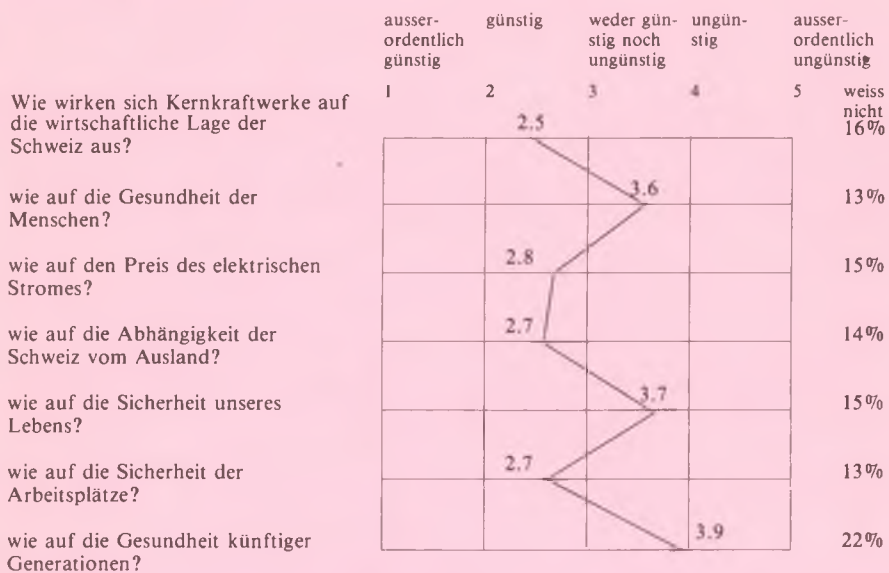 ausser-
ordentlich
günstig
günstig
weder gün-
stig noch
ungünstig
ungün-
stig
ausser-
ordentlich
ungünstig
1 2 3 4 5 weiss
nicht
Wie wirken sich Kernkraftwerke auf
die wirtschaftliche Lage der
Schweiz aus?
2.5 16%
wie auf die Gesundheit der
Menschen?
3.6 13%
wie auf den Preis des elektrischen
Stromes?
2.8 15%
wie auf die Abhängigkeit der
Schweiz vom Ausland?
2.7 14%
wie auf die Sicherheit unseres
Lebens?
3.7 15%
wie auf die Sicherheit der
Arbeitsplätze?
2.7 13%
wie auf die Gesundheit künftiger
Generationen?
3.9 22%